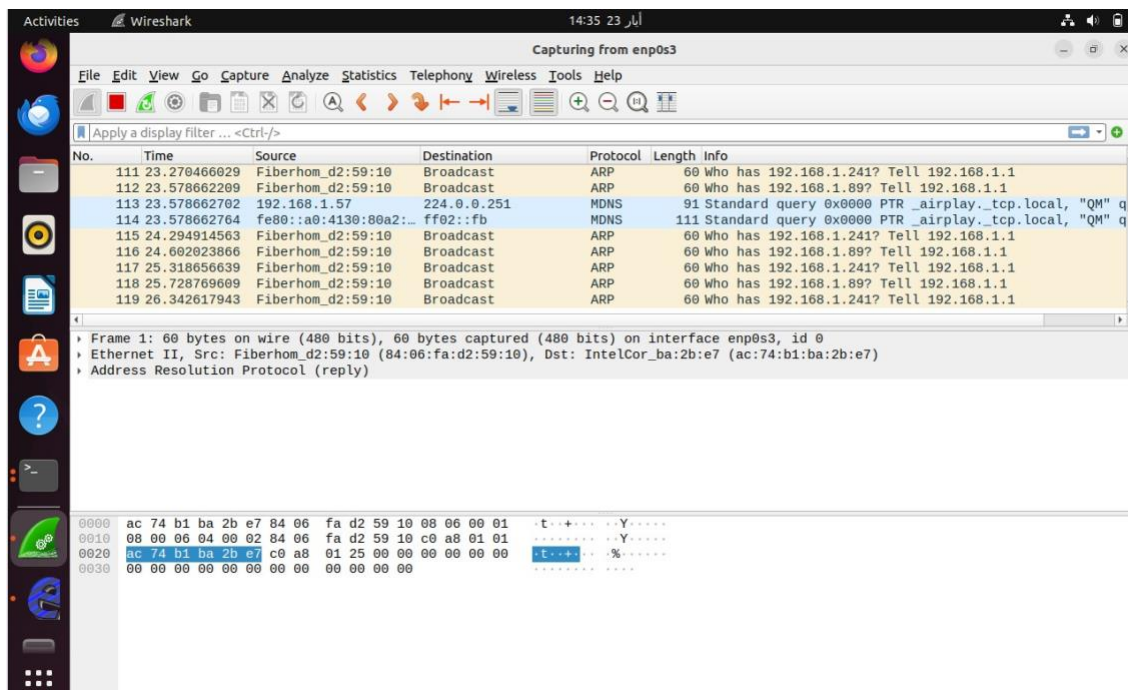 Activities Wireshark 14:35 23 أيار
Capturing from enp0s3
File Edit View Go Capture Analyze Statistics Telephony Wireless Tools Help
Apply a display filter ... <Ctrl-/>
No. Time Source Destination Protocol Length Info
111 23.270466029 Fiberhom_d2:59:10 Broadcast ARP 60 Who has 192.168.1.241? Tell 192.168.1.1
112 23.578662209 Fiberhom_d2:59:10 Broadcast ARP 60 Who has 192.168.1.89? Tell 192.168.1.1
113 23.578662702 192.168.1.57 224.0.0.251 MDNS 91 Standard query 0x0000 PTR _airplay._tcp.local, "QM" q
114 23.578662764 fe80::a0:4130:80a2:… ff02::fb MDNS 111 Standard query 0x0000 PTR _airplay._tcp.local, "QM" q
115 24.294914563 Fiberhom_d2:59:10 Broadcast ARP 60 Who has 192.168.1.241? Tell 192.168.1.1
116 24.602023866 Fiberhom_d2:59:10 Broadcast ARP 60 Who has 192.168.1.89? Tell 192.168.1.1
117 25.318656639 Fiberhom_d2:59:10 Broadcast ARP 60 Who has 192.168.1.241? Tell 192.168.1.1
118 25.728769609 Fiberhom_d2:59:10 Broadcast ARP 60 Who has 192.168.1.89? Tell 192.168.1.1
119 26.342617943 Fiberhom_d2:59:10 Broadcast ARP 60 Who has 192.168.1.241? Tell 192.168.1.1
Frame 1: 60 bytes on wire (480 bits), 60 bytes captured (480 bits) on interface enp0s3, id 0
Ethernet II, Src: Fiberhom_d2:59:10 (84:06:fa:d2:59:10), Dst: IntelCor_ba:2b:e7 (ac:74:b1:ba:2b:e7)
Address Resolution Protocol (reply)
0000 ac 74 b1 ba 2b e7 84 06 fa d2 59 10 08 06 00 01 ·t··+··· ··Y·····
0010 08 00 06 04 00 02 84 06 fa d2 59 10 c0 a8 01 01 ········ ··Y·····
0020 ac 74 b1 ba 2b e7 c0 a8 01 25 00 00 00 00 00 00 ·t··+··· ·%······
0030 00 00 00 00 00 00 00 00 00 00 00 00 ········ ····